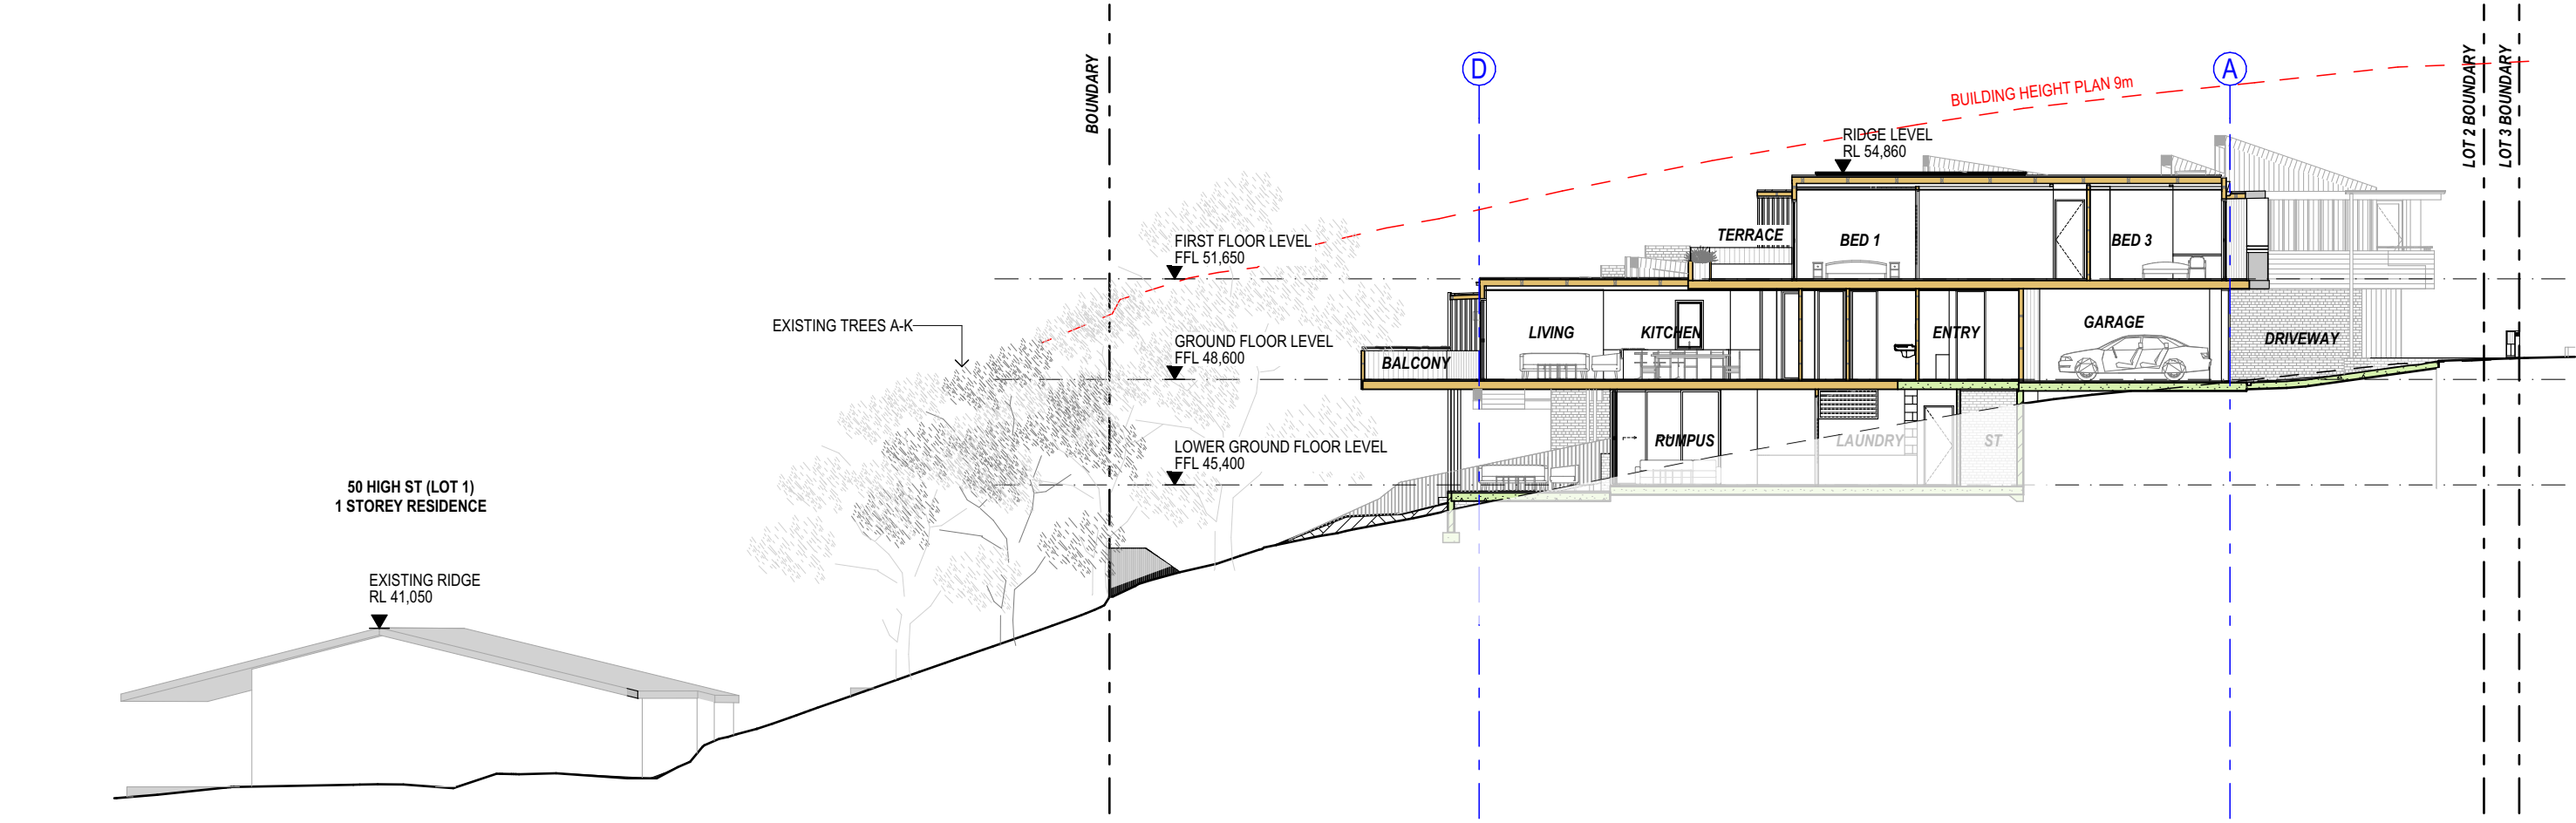 BOUNDARY
D
A
BUILDING HEIGHT PLAN 9m
LOT 2 BOUNDARY
LOT 3 BOUNDARY
RIDGE LEVEL
RL 54,860
FIRST FLOOR LEVEL
FFL 51,650
TERRACE
BED 1
BED 3
EXISTING TREES A-K
GROUND FLOOR LEVEL
FFL 48,600
BALCONY
LIVING
KITCHEN
ENTRY
GARAGE
DRIVEWAY
LOWER GROUND FLOOR LEVEL
FFL 45,400
RUMPUS
LAUNDRY
ST
50 HIGH ST (LOT 1)
1 STOREY RESIDENCE
EXISTING RIDGE
RL 41,050